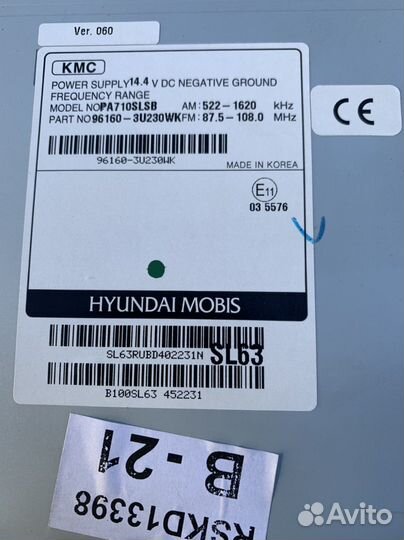 Ver. 060
KMC
POWER SUPPLY 14.4 V DC NEGATIVE GROUND
FREQUENCY RANGE
MODEL NO PA710SLSB AM: 522-1620 kHz
PART NO 96160-3U230WK FM: 87.5-108.0 MHz
96160-3U230WK
MADE IN KOREA
CE
E11
03 5576
HYUNDAI MOBIS
SL63RUBD402231N SL63
B100SL63 452231
B-21
RSKD13398
Avito